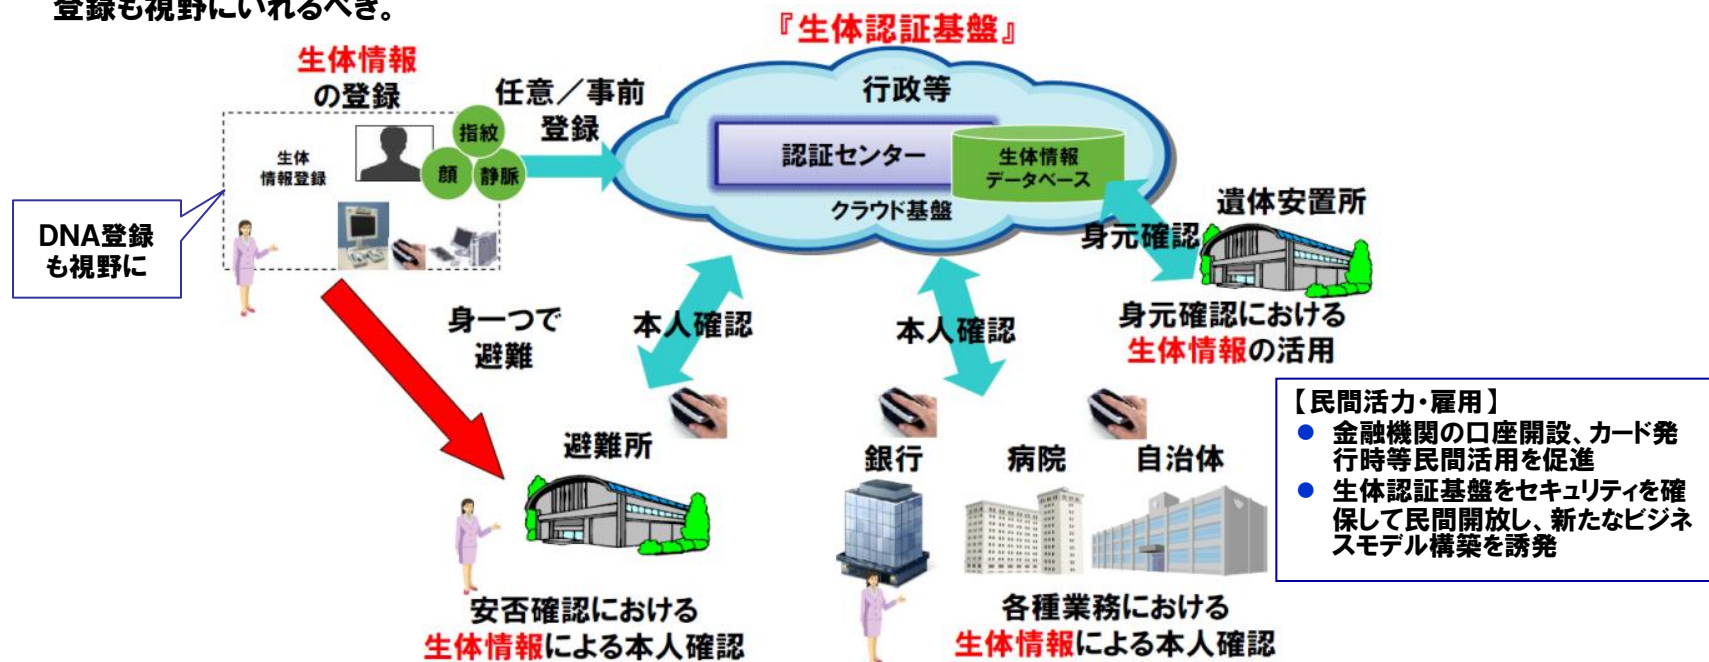 登録も視野にいれるべき。
『生体認証基盤』
生体情報
の登録
任意／事前
登録
行政等
指紋
顔
静脈
生体
情報登録
認証センター
生体情報
データベース
クラウド基盤
DNA登録
も視野に
遺体安置所
身元確認
身元確認における
生体情報の活用
身一つで
避難
本人確認
本人確認
【民間活力・雇用】
● 金融機関の口座開設、カード発
行時等民間活用を促進
● 生体認証基盤をセキュリティを確
保して民間開放し、新たなビジネ
スモデル構築を誘発
避難所
銀行
病院
自治体
安否確認における
生体情報による本人確認
各種業務における
生体情報による本人確認